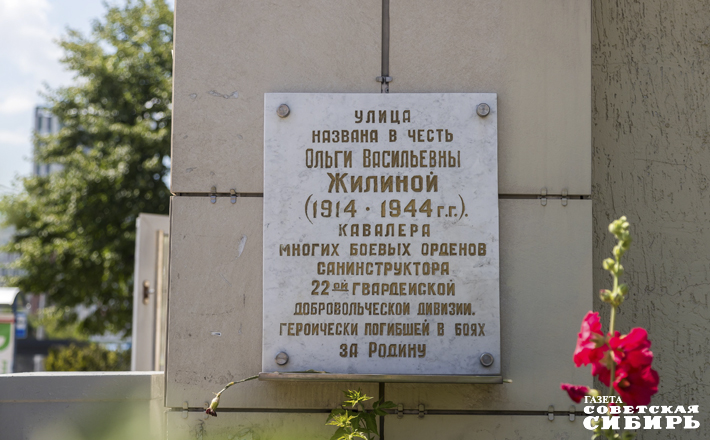 УЛИЦА
НАЗВАНА В ЧЕСТЬ
ОЛЬГИ ВАСИЛЬЕВНЫ
ЖИЛИНОЙ
(1914 - 1944 г.г.).
КАВАЛЕРА
МНОГИХ БОЕВЫХ ОРДЕНОВ
САНИНСТРУКТОРА
22ОЙ ГВАРДЕЙСКОЙ
ДОБРОВОЛЬЧЕСКОЙ ДИВИЗИИ.
ГЕРОИЧЕСКИ ПОГИБШЕЙ В БОЯХ
ЗА РОДИНУ
ГАЗЕТА
СОВЕТСКАЯ
СИБИРЬ